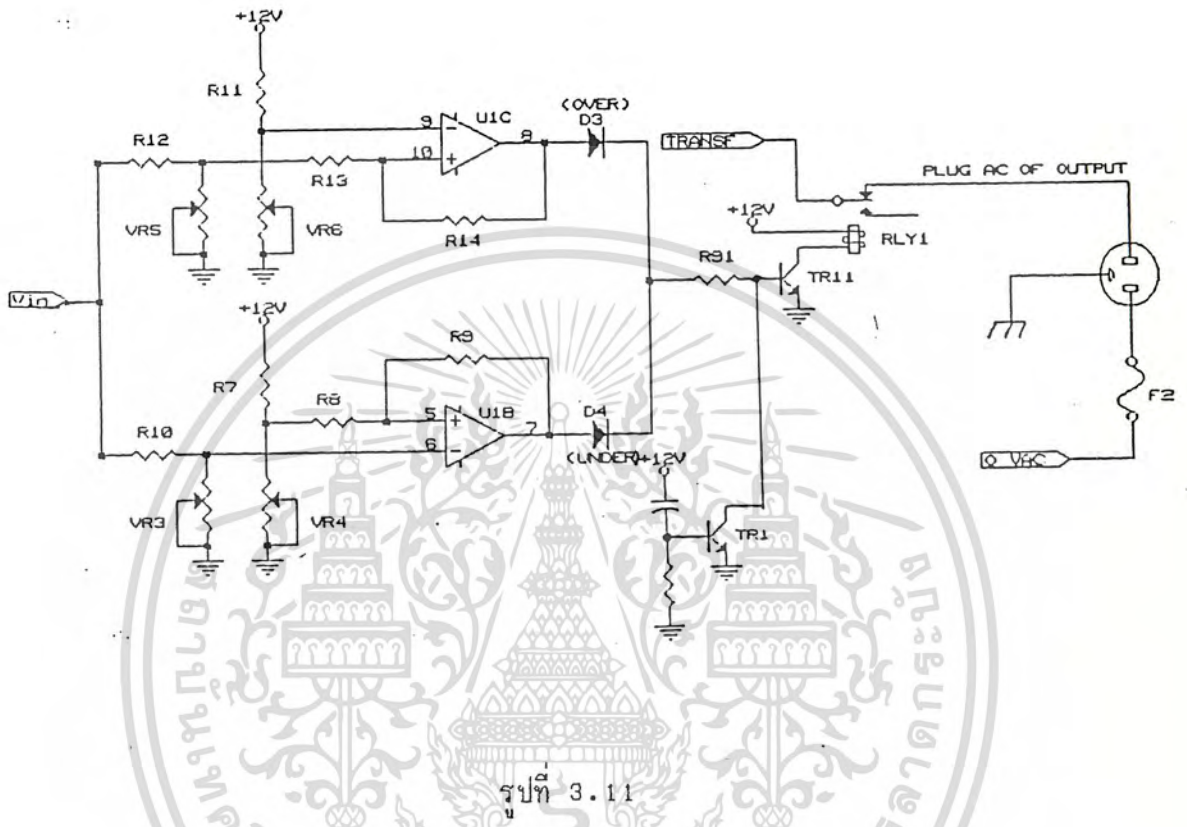 +12V
R11
(OVER)
D3
U1C
9
8
10
R12
R13
TRANSF
PLUG AC OF OUTPUT
VR5
VR6
R14
+12V
RLY1
R91
TR11
Vin
+12V
R9
R7
R8
5
U1B
7
D4
6
F2
R10
(UNDER)
+12V
0 VAC
VR3
VR4
TR1
รูปที่ 3.11